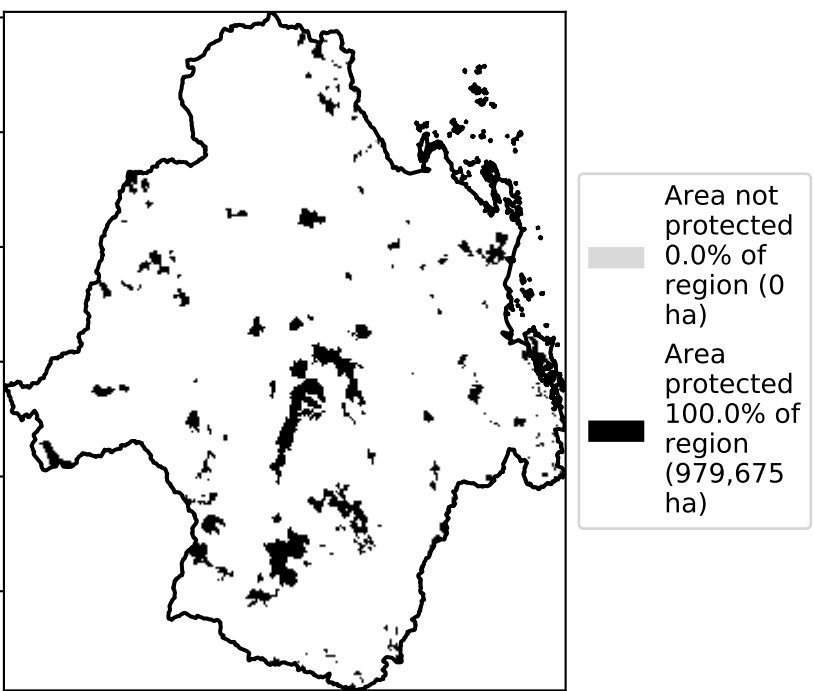 Area not
protected
0.0% of
region (0
ha)
Area
protected
100.0% of
region
(979,675
ha)